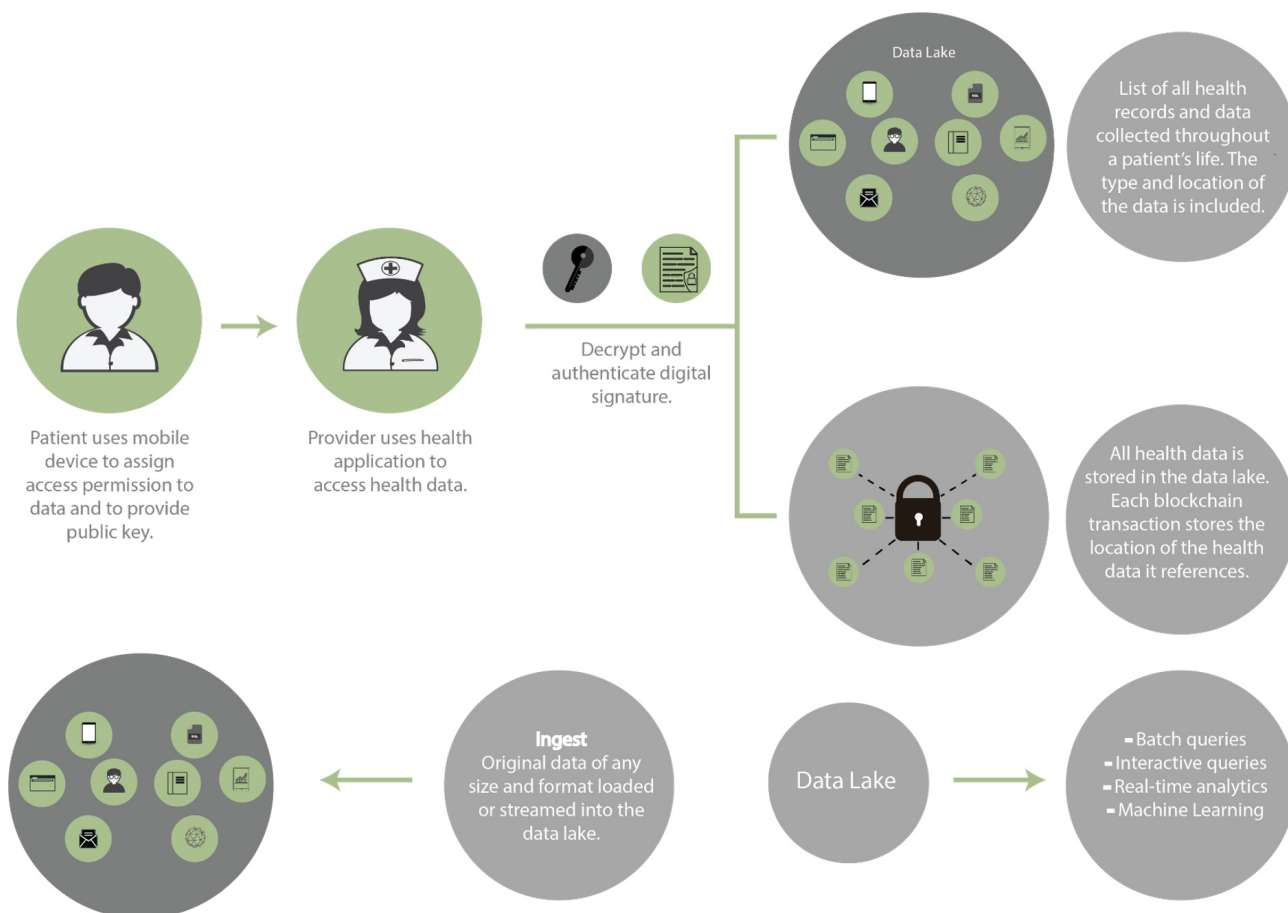 Data Lake
List of all health
records and data
collected throughout
a patient's life. The
type and location of
the data is included.
Decrypt and
authenticate digital
signature.
Patient uses mobile
device to assign
access permission to
data and to provide
public key.
Provider uses health
application to
access health data.
All health data is
stored in the data lake.
Each blockchain
transaction stores the
location of the health
data it references.
Ingest
Original data of any
size and format loaded
or streamed into the
data lake.
Data Lake
- Batch queries
- Interactive queries
- Real-time analytics
- Machine Learning